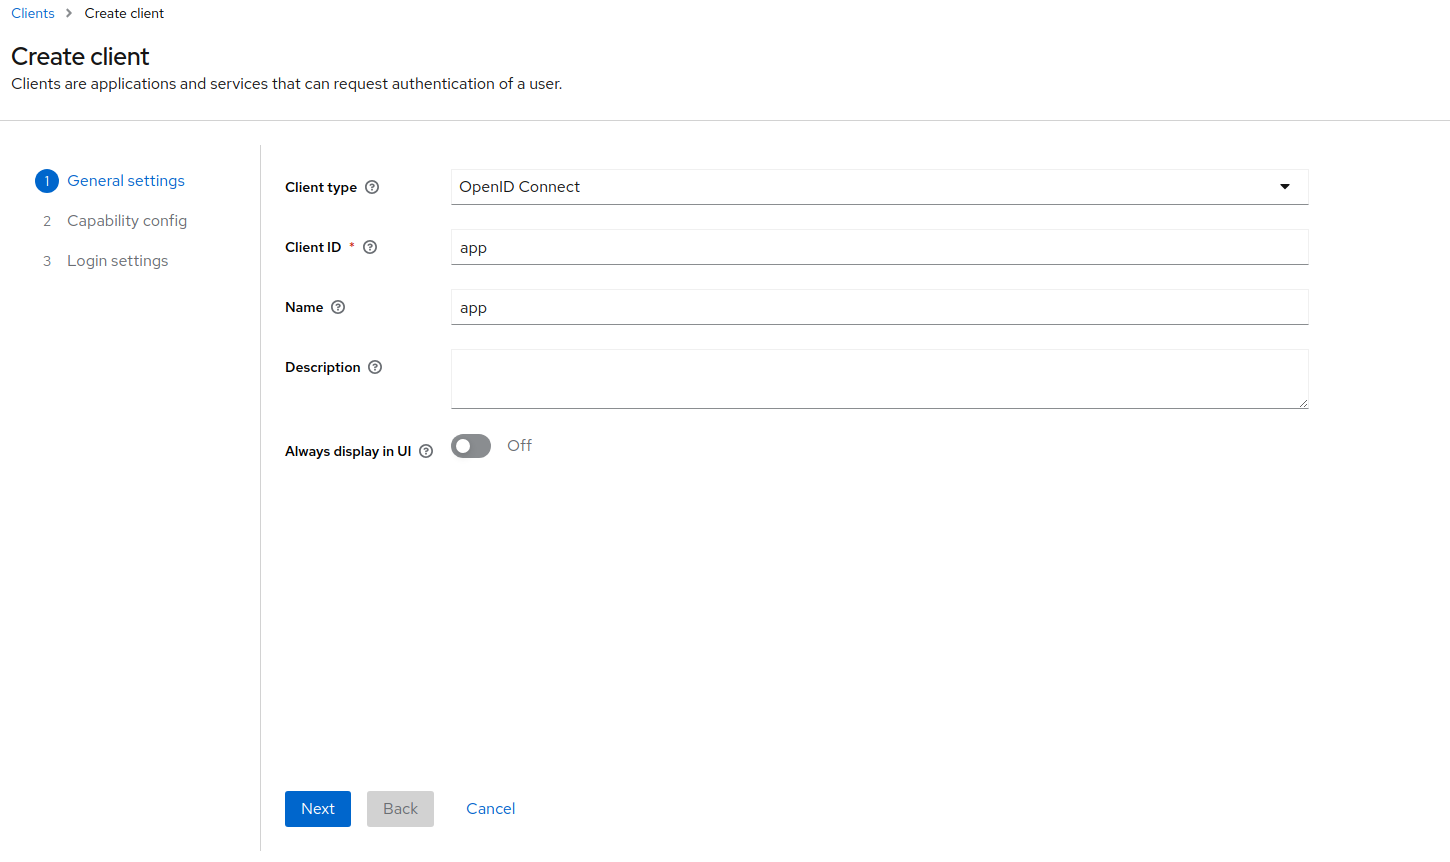 Clients > Create client
Create client
Clients are applications and services that can request authentication of a user.
1 General settings
2 Capability config
3 Login settings
Client type ? OpenID Connect
Client ID * ? app
Name ? app
Description ?
Always display in UI ? Off
Next Back Cancel